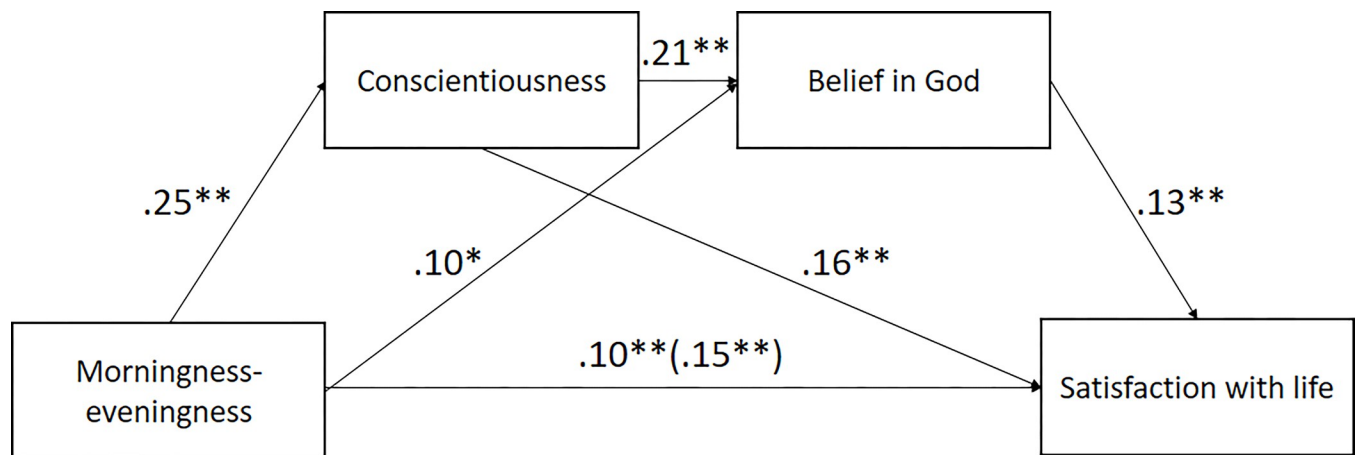 Conscientiousness
.21**
Belief in God
.25**
.13**
.10*
.16**
.10**(.15**)
Morningness-
eveningness
Satisfaction with life